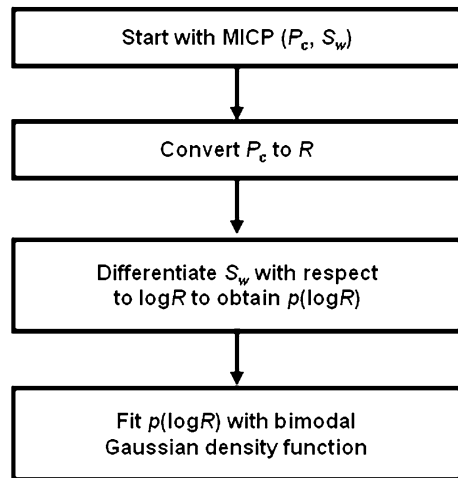 Start with MICP (Pc, Sw)
Convert Pc to R
Differentiate Sw with respect
to logR to obtain p(logR)
Fit p(logR) with bimodal
Gaussian density function